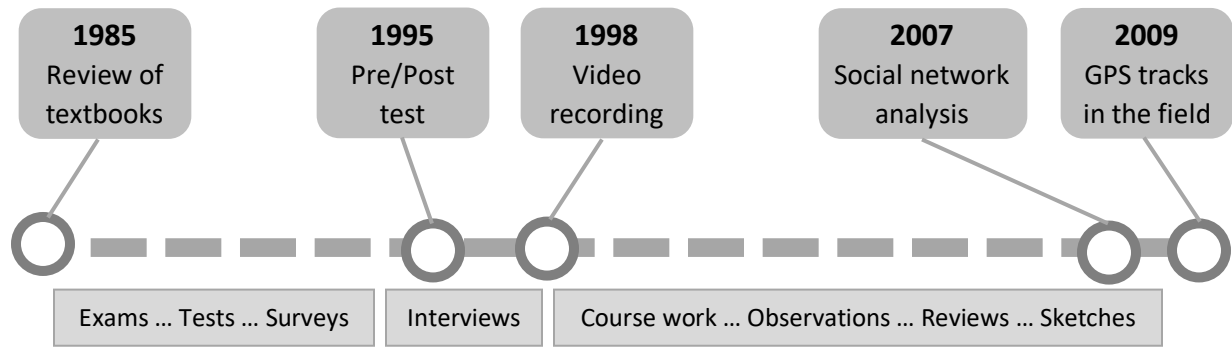 1985
Review of
textbooks
1995
Pre/Post
test
1998
Video
recording
2007
Social network
analysis
2009
GPS tracks
in the field
Exams ... Tests ... Surveys
Interviews
Course work ... Observations ... Reviews ... Sketches